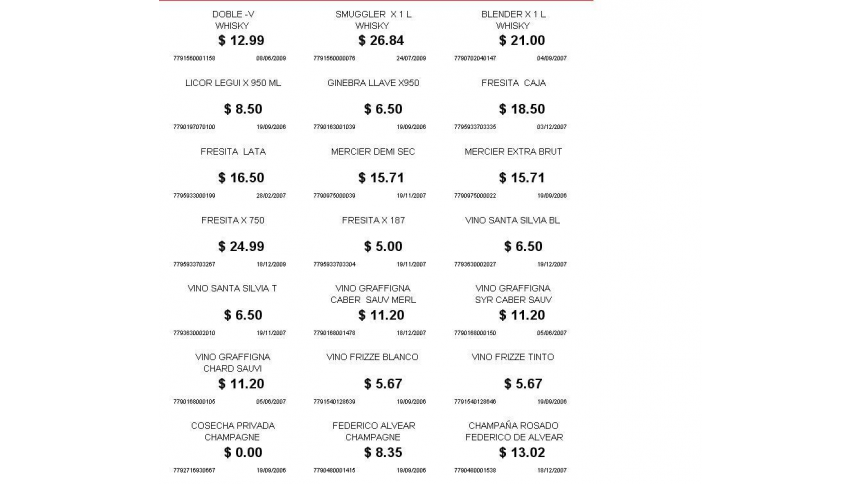 DOBLE -V
WHISKY
$ 12.99
7791560001158 08/06/2009
SMUGGLER X 1 L
WHISKY
$ 26.84
7791560000076 24/07/2009
BLENDER X 1 L
WHISKY
$ 21.00
7790702040147 04/09/2007
LICOR LEGUI X 950 ML
$ 8.50
7790197070100 19/09/2006
GINEBRA LLAVE X950
$ 6.50
7790163001039 19/09/2006
FRESITA CAJA
$ 18.50
7795933703335 03/12/2007
FRESITA LATA
$ 16.50
7795933000199 28/02/2007
MERCIER DEMI SEC
$ 15.71
7790975000039 19/11/2007
MERCIER EXTRA BRUT
$ 15.71
7790975000022 19/09/2006
FRESITA X 750
$ 24.99
7795933703267 18/12/2009
FRESITA X 187
$ 5.00
7795933703304 19/11/2007
VINO SANTA SILVIA BL
$ 6.50
7793630002027 19/12/2007
VINO SANTA SILVIA T
$ 6.50
7793630002010 19/11/2007
VINO GRAFFIGNA
CABER SAUV MERL
$ 11.20
7790168001478 18/12/2007
VINO GRAFFIGNA
SYR CABER SAUV
$ 11.20
7790168000150 05/06/2007
VINO GRAFFIGNA
CHARD SAUVI
$ 11.20
7790168000105 05/06/2007
VINO FRIZZE BLANCO
$ 5.67
7791540128639 19/09/2006
VINO FRIZZE TINTO
$ 5.67
7791540128646 19/09/2006
COSECHA PRIVADA
CHAMPAGNE
$ 0.00
7792716930667 19/09/2006
FEDERICO ALVEAR
CHAMPAGNE
$ 8.35
7790480001415 19/09/2006
CHAMPAÑA ROSADO
FEDERICO DE ALVEAR
$ 13.02
7790480001538 18/12/2007